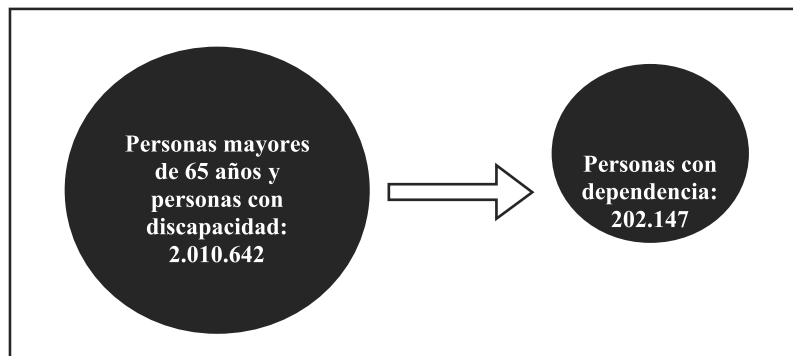 Personas mayores
de 65 años y
personas con
discapacidad:
2.010.642
Personas con
dependencia:
202.147